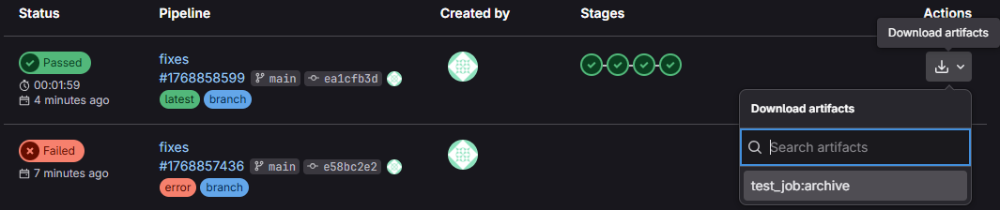 Status Pipeline Created by Stages Actions
Download artifacts
Passed
00:01:59
4 minutes ago
fixes
#1768858599 main ea1cfb3d
latest branch
Download artifacts
Search artifacts
test_job:archive
Failed
7 minutes ago
fixes
#1768857436 main e58bc2e2
error branch